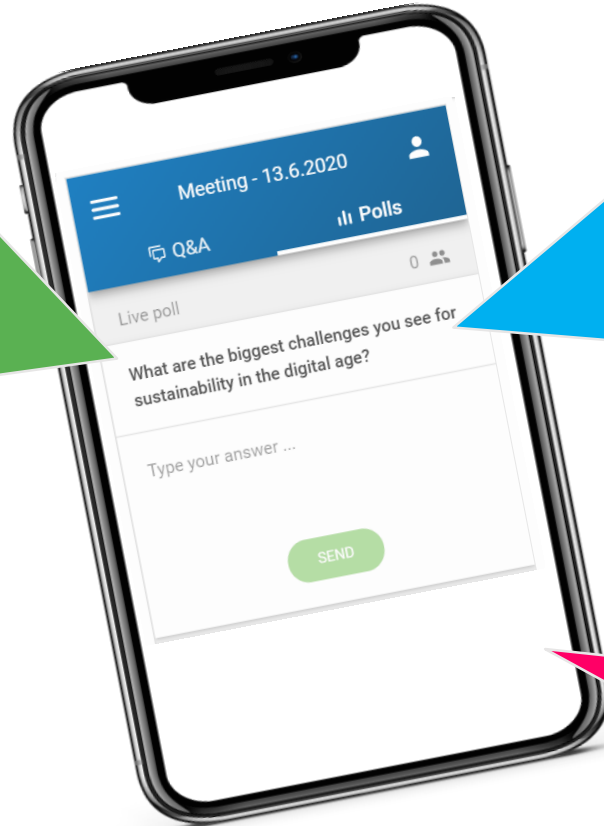 Meeting - 13.6.2020
Q&A
Polls
Live poll
0
What are the biggest challenges you see for
sustainability in the digital age?
Type your answer ...
SEND